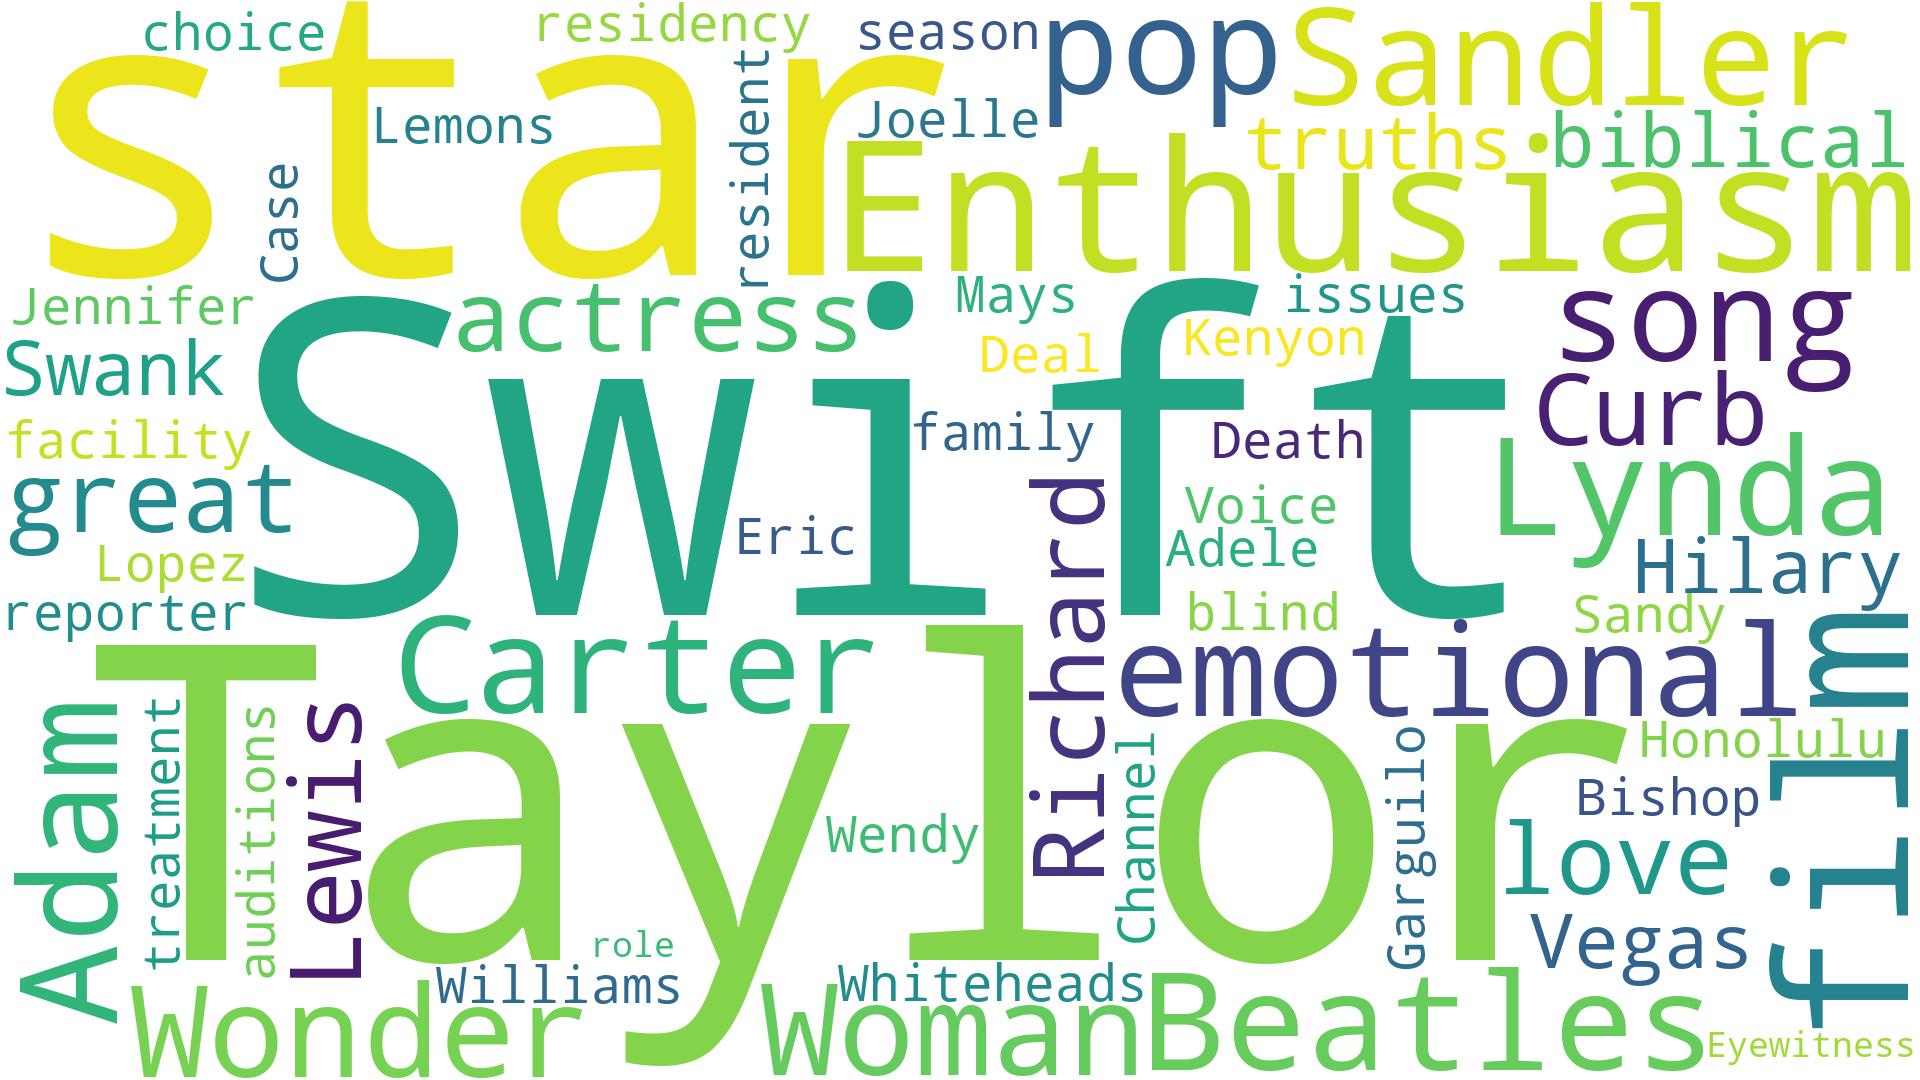 choice
residency
season
pop
Sandler
star
Lemons
resident
Joelle
truths
biblical
Case
Enthusiasm
Jennifer
actress
Mays
issues
song
Swank
Swift
Deal
Kenyon
Curb
facility
family
Death
Lynda
great
Eric
Richard
Voice
Adele
Hilary
Lopez
reporter
blind
Sandy
film
Carter
emotional
Taylor
Adam
treatment
auditions
Lewis
Wendy
Channel
Garguilo
Honolulu
Bishop
love
Vegas
role
Williams
Whiteheads
Wonder
Woman
Beatles
Eyewitness